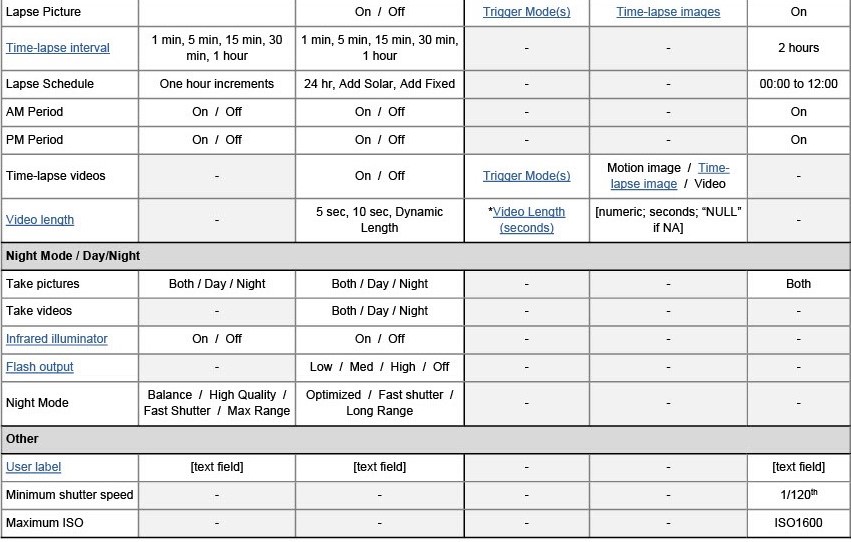 Lapse Picture On / Off Trigger Mode(s) Time-lapse images On
Time-lapse interval 1 min, 5 min, 15 min, 30 min, 1 hour 1 min, 5 min, 15 min, 30 min, 1 hour - - 2 hours
Lapse Schedule One hour increments 24 hr, Add Solar, Add Fixed - - 00:00 to 12:00
AM Period On / Off On / Off - - On
PM Period On / Off On / Off - - On
Time-lapse videos - On / Off Trigger Mode(s) Motion image / Time-lapse image / Video -
Video length - 5 sec, 10 sec, Dynamic Length *Video Length (seconds) [numeric; seconds; “NULL” if NA] -
Night Mode / Day/Night
Take pictures Both / Day / Night Both / Day / Night - - Both
Take videos - Both / Day / Night - - -
Infrared illuminator On / Off On / Off - - -
Flash output - Low / Med / High / Off - - -
Night Mode Balance / High Quality / Fast Shutter / Max Range Optimized / Fast shutter / Long Range - - -
Other
User label [text field] [text field] - - [text field]
Minimum shutter speed - - - - 1/120th
Maximum ISO - - - - ISO1600